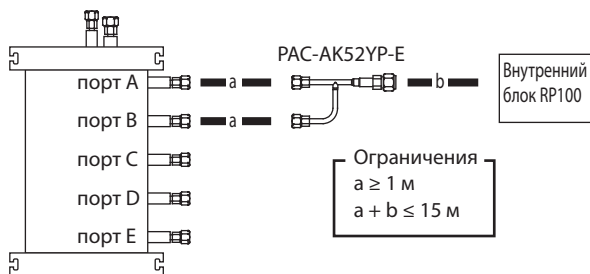 PAC-AK52YP-E
порт A
a
b
Внутренний
блок RP100
порт B
a
порт C
порт D
порт E
Ограничения
a ≥ 1 м
a + b ≤ 15 м